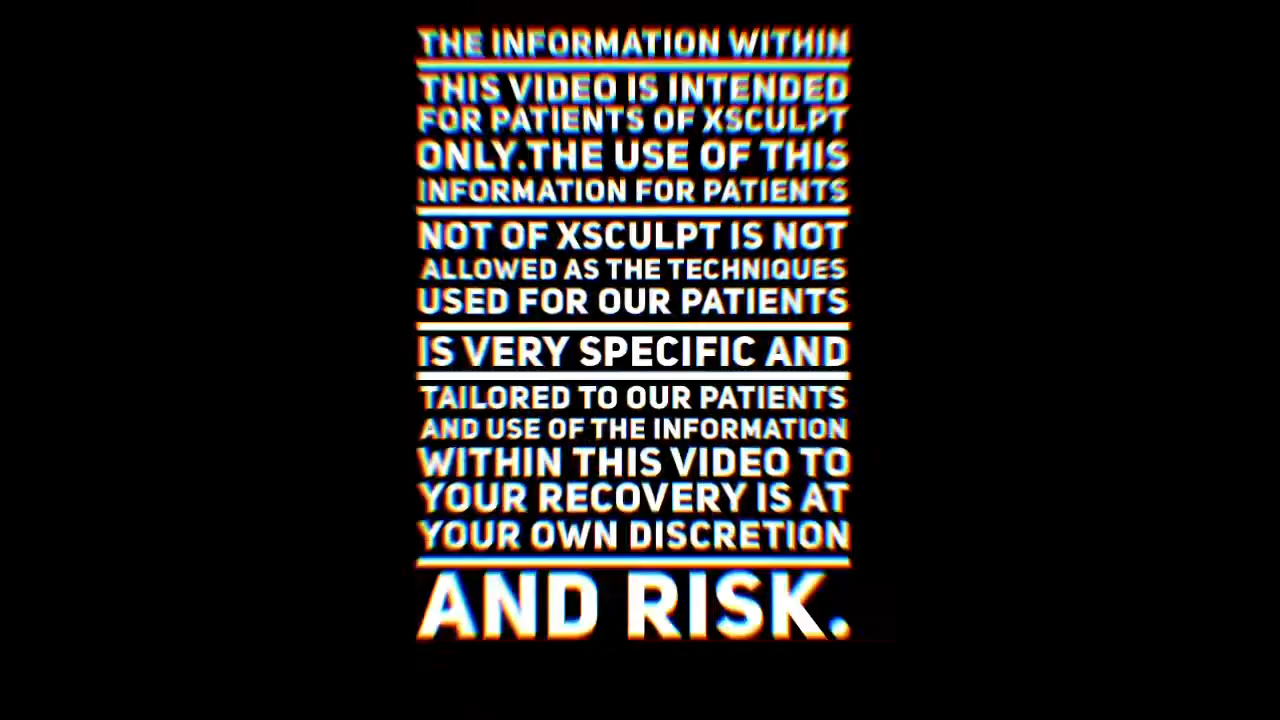 THE INFORMATION WITHIN
THIS VIDEO IS INTENDED
FOR PATIENTS OF XSCULPT
ONLY.THE USE OF THIS
INFORMATION FOR PATIENTS
NOT OF XSCULPT IS NOT
ALLOWED AS THE TECHNIQUES
USED FOR OUR PATIENTS
IS VERY SPECIFIC AND
TAILORED TO OUR PATIENTS
AND USE OF THE INFORMATION
WITHIN THIS VIDEO TO
YOUR RECOVERY IS AT
YOUR OWN DISCRETION
AND RISK.